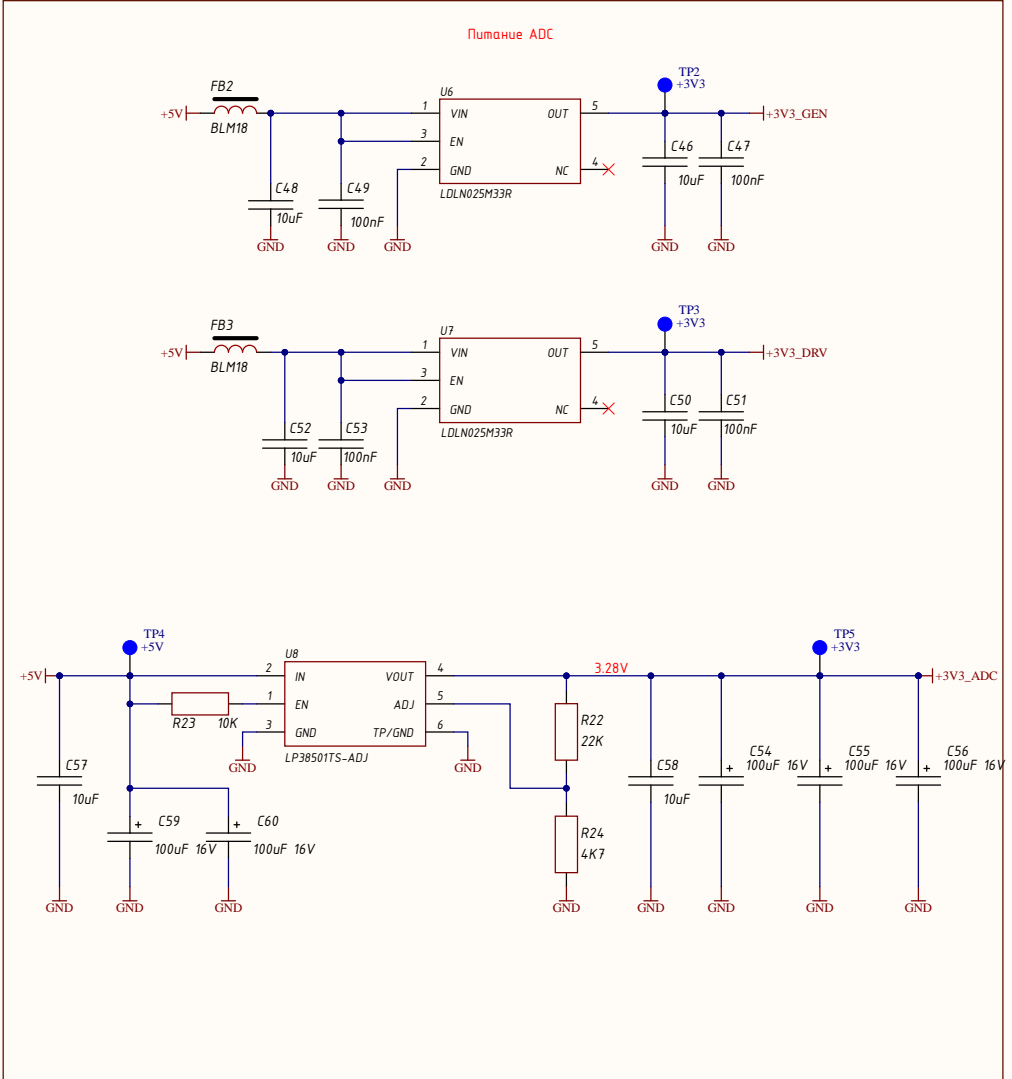 Питание ADC
FB2
+5V
BLM18
C48
10uF
GND
C49
100nF
GND
GND
U6
1 VIN OUT 5
3 EN
2 GND NC 4
LDLN025M33R
TP2
+3V3
+3V3_GEN
C46
10uF
GND
C47
100nF
GND
FB3
+5V
BLM18
C52
10uF
GND
C53
100nF
GND
GND
U7
1 VIN OUT 5
3 EN
2 GND NC 4
LDLN025M33R
TP3
+3V3
+3V3_DRV
C50
10uF
GND
C51
100nF
GND
TP4
+5V
+5V
C57
10uF
GND
R23 10K
C59
100uF 16V
GND
C60
100uF 16V
GND
U8
2 IN VOUT 4
1 EN ADJ 5
3 GND TP/GND 6
LP38501TS-ADJ
GND
GND
3.28V
R22
22K
R24
4K7
GND
C58
10uF
GND
C54
100uF 16V
GND
TP5
+3V3
C55
100uF 16V
GND
C56
100uF 16V
GND
+3V3_ADC